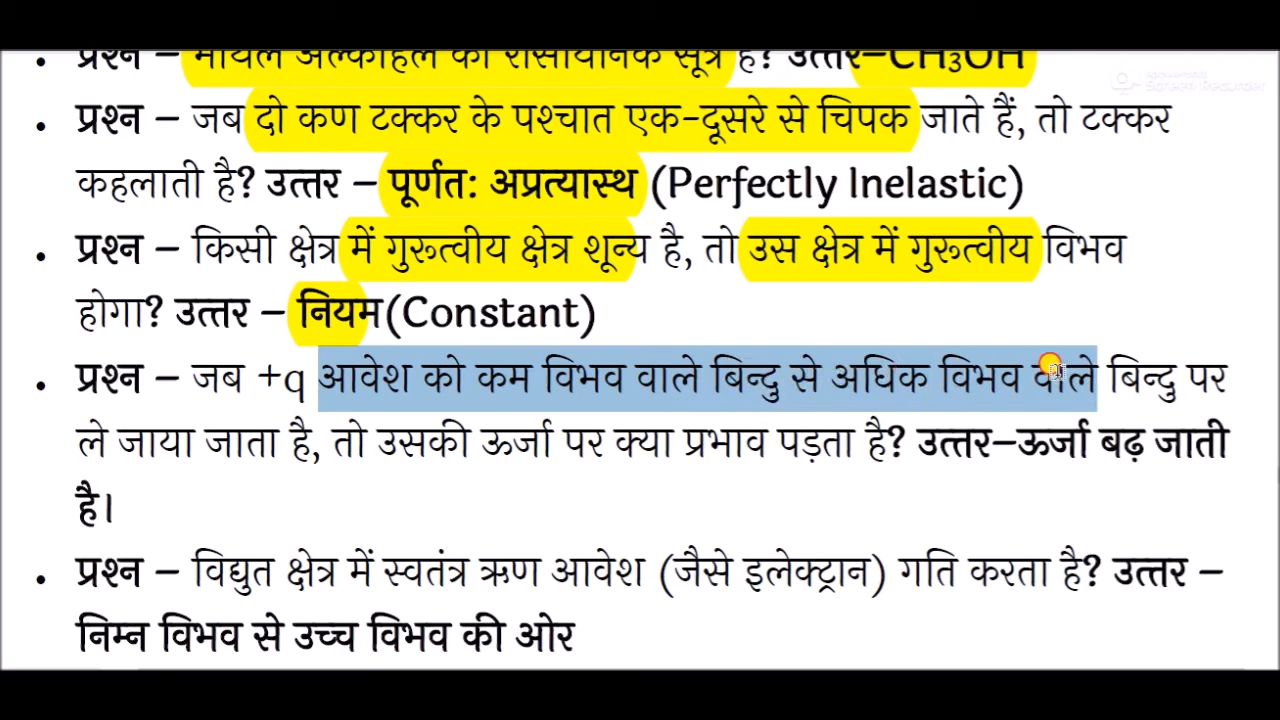 • प्रश्न – मीथिल अल्कोहल का रासायनिक सूत्र है? उत्तर–CH₃OH
• प्रश्न – जब दो कण टक्कर के पश्चात एक-दूसरे से चिपक जाते हैं, तो टक्कर
कहलाती है? उत्तर – पूर्णत: अप्रत्यास्थ (Perfectly Inelastic)
• प्रश्न – किसी क्षेत्र में गुरूत्वीय क्षेत्र शून्य है, तो उस क्षेत्र में गुरूत्वीय विभव
होगा? उत्तर – नियम(Constant)
• प्रश्न – जब +q आवेश को कम विभव वाले बिन्दु से अधिक विभव वाले बिन्दु पर
ले जाया जाता है, तो उसकी ऊर्जा पर क्या प्रभाव पड़ता है? उत्तर–ऊर्जा बढ़ जाती
है।
• प्रश्न – विद्युत क्षेत्र में स्वतंत्र ऋण आवेश (जैसे इलेक्ट्रान) गति करता है? उत्तर –
निम्न विभव से उच्च विभव की ओर
Screen Recorder